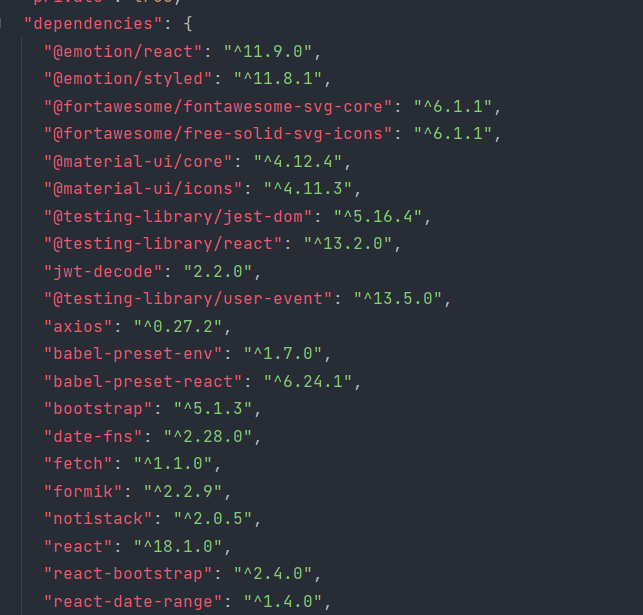 "private": true,
"dependencies": {
"@emotion/react": "^11.9.0",
"@emotion/styled": "^11.8.1",
"@fortawesome/fontawesome-svg-core": "^6.1.1",
"@fortawesome/free-solid-svg-icons": "^6.1.1",
"@material-ui/core": "^4.12.4",
"@material-ui/icons": "^4.11.3",
"@testing-library/jest-dom": "^5.16.4",
"@testing-library/react": "^13.2.0",
"jwt-decode": "2.2.0",
"@testing-library/user-event": "^13.5.0",
"axios": "^0.27.2",
"babel-preset-env": "^1.7.0",
"babel-preset-react": "^6.24.1",
"bootstrap": "^5.1.3",
"date-fns": "^2.28.0",
"fetch": "^1.1.0",
"formik": "^2.2.9",
"notistack": "^2.0.5",
"react": "^18.1.0",
"react-bootstrap": "^2.4.0",
"react-date-range": "^1.4.0",